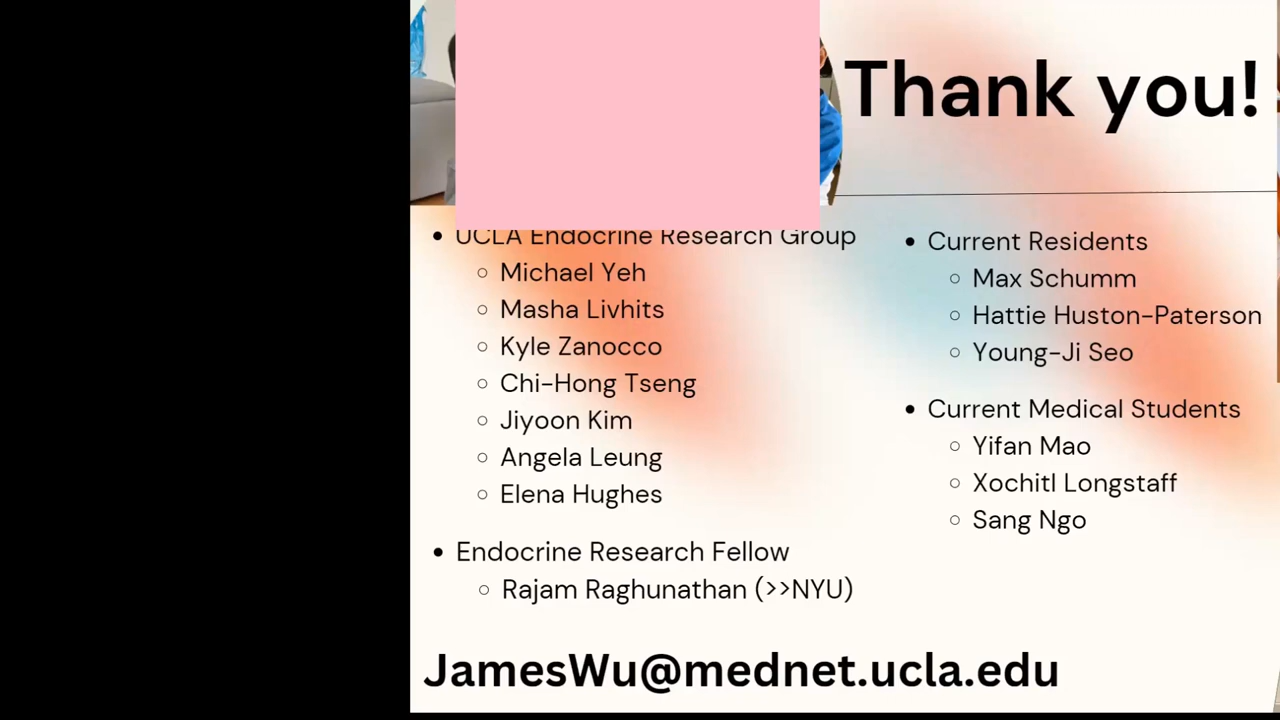 Thank you!
UCLA Endocrine Research Group
Michael Yeh
Masha Livhits
Kyle Zanocco
Chi-Hong Tseng
Jiyoon Kim
Angela Leung
Elena Hughes
Endocrine Research Fellow
Rajam Raghunathan (>>NYU)
Current Residents
Max Schumm
Hattie Huston-Paterson
Young-Ji Seo
Current Medical Students
Yifan Mao
Xochitl Longstaff
Sang Ngo
JamesWu@mednet.ucla.edu